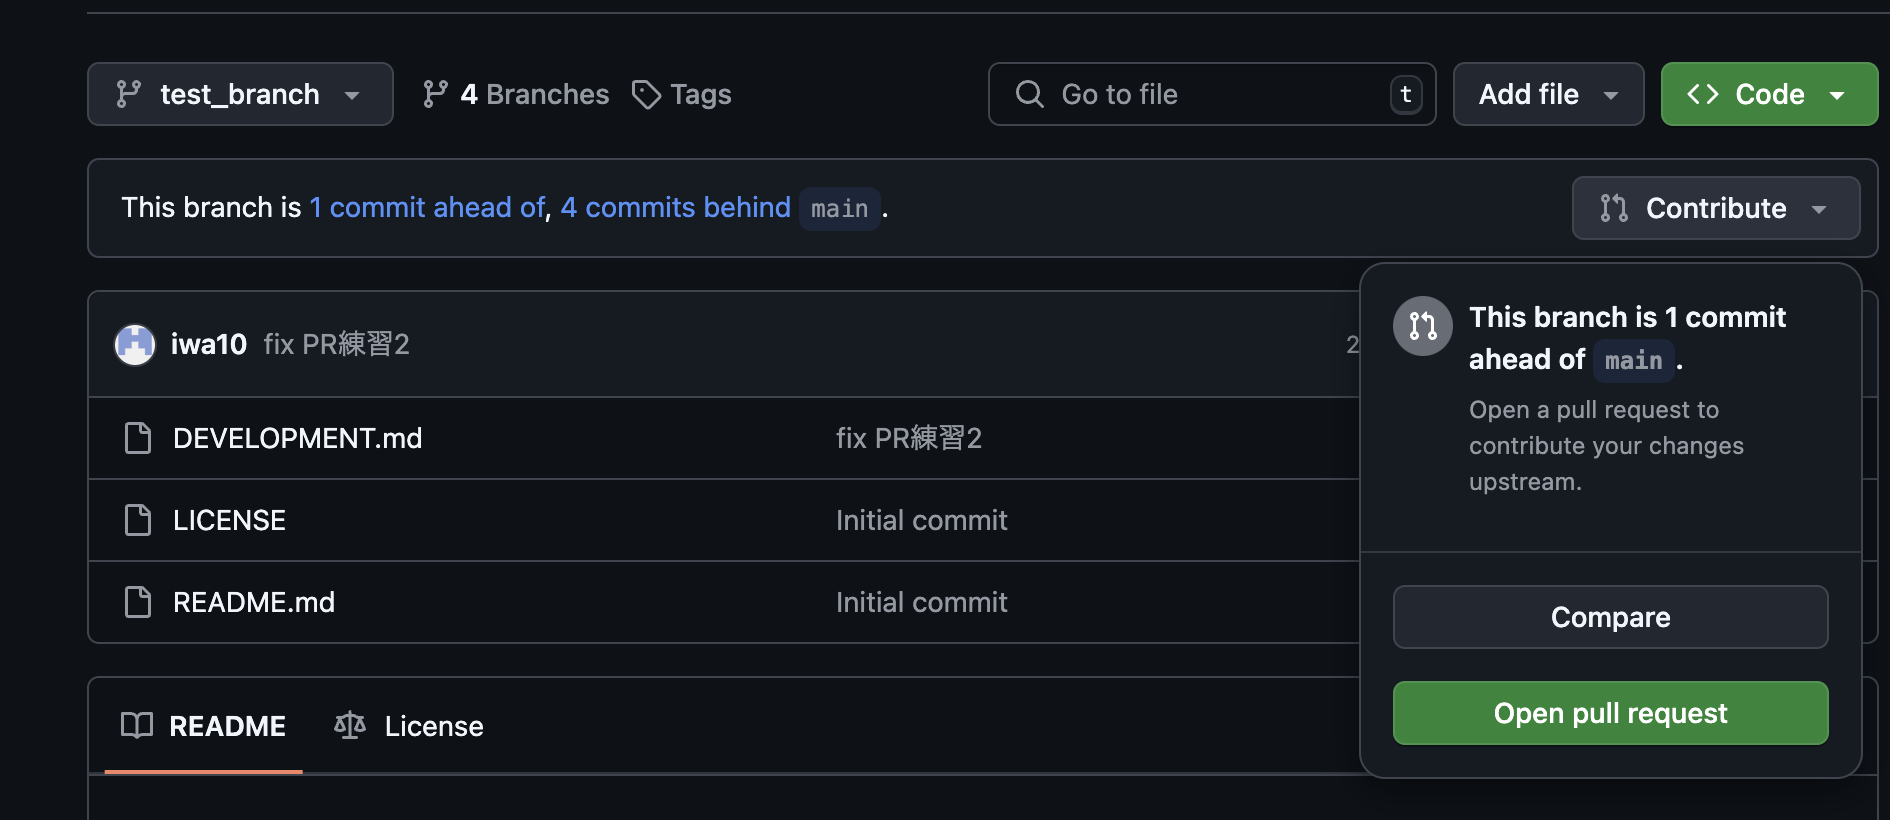 test_branch 4 Branches Tags Go to file t Add file Code
This branch is 1 commit ahead of, 4 commits behind main.
Contribute
iwa10 fix PR練習2 2
This branch is 1 commit
ahead of main.
Open a pull request to
contribute your changes
upstream.
Compare
Open pull request
DEVELOPMENT.md fix PR練習2
LICENSE Initial commit
README.md Initial commit
README License